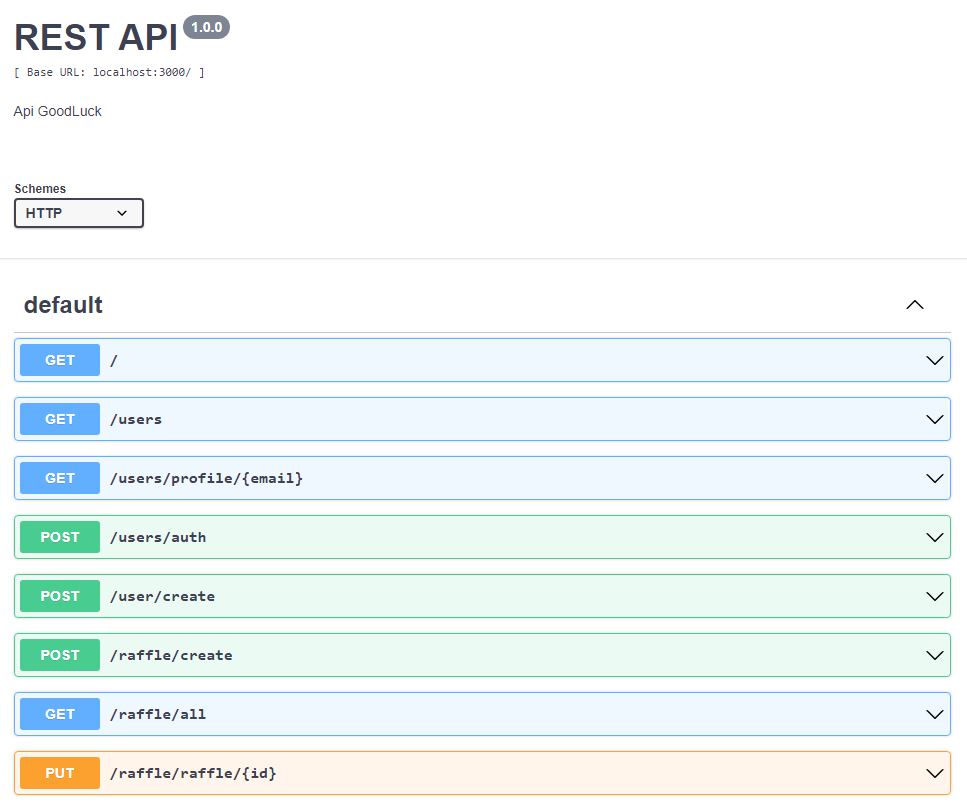 REST API 1.0.0
[ Base URL: localhost:3000/ ]
Api GoodLuck
Schemes
HTTP
default
GET /
GET /users
GET /users/profile/{email}
POST /users/auth
POST /user/create
POST /raffle/create
GET /raffle/all
PUT /raffle/raffle/{id}